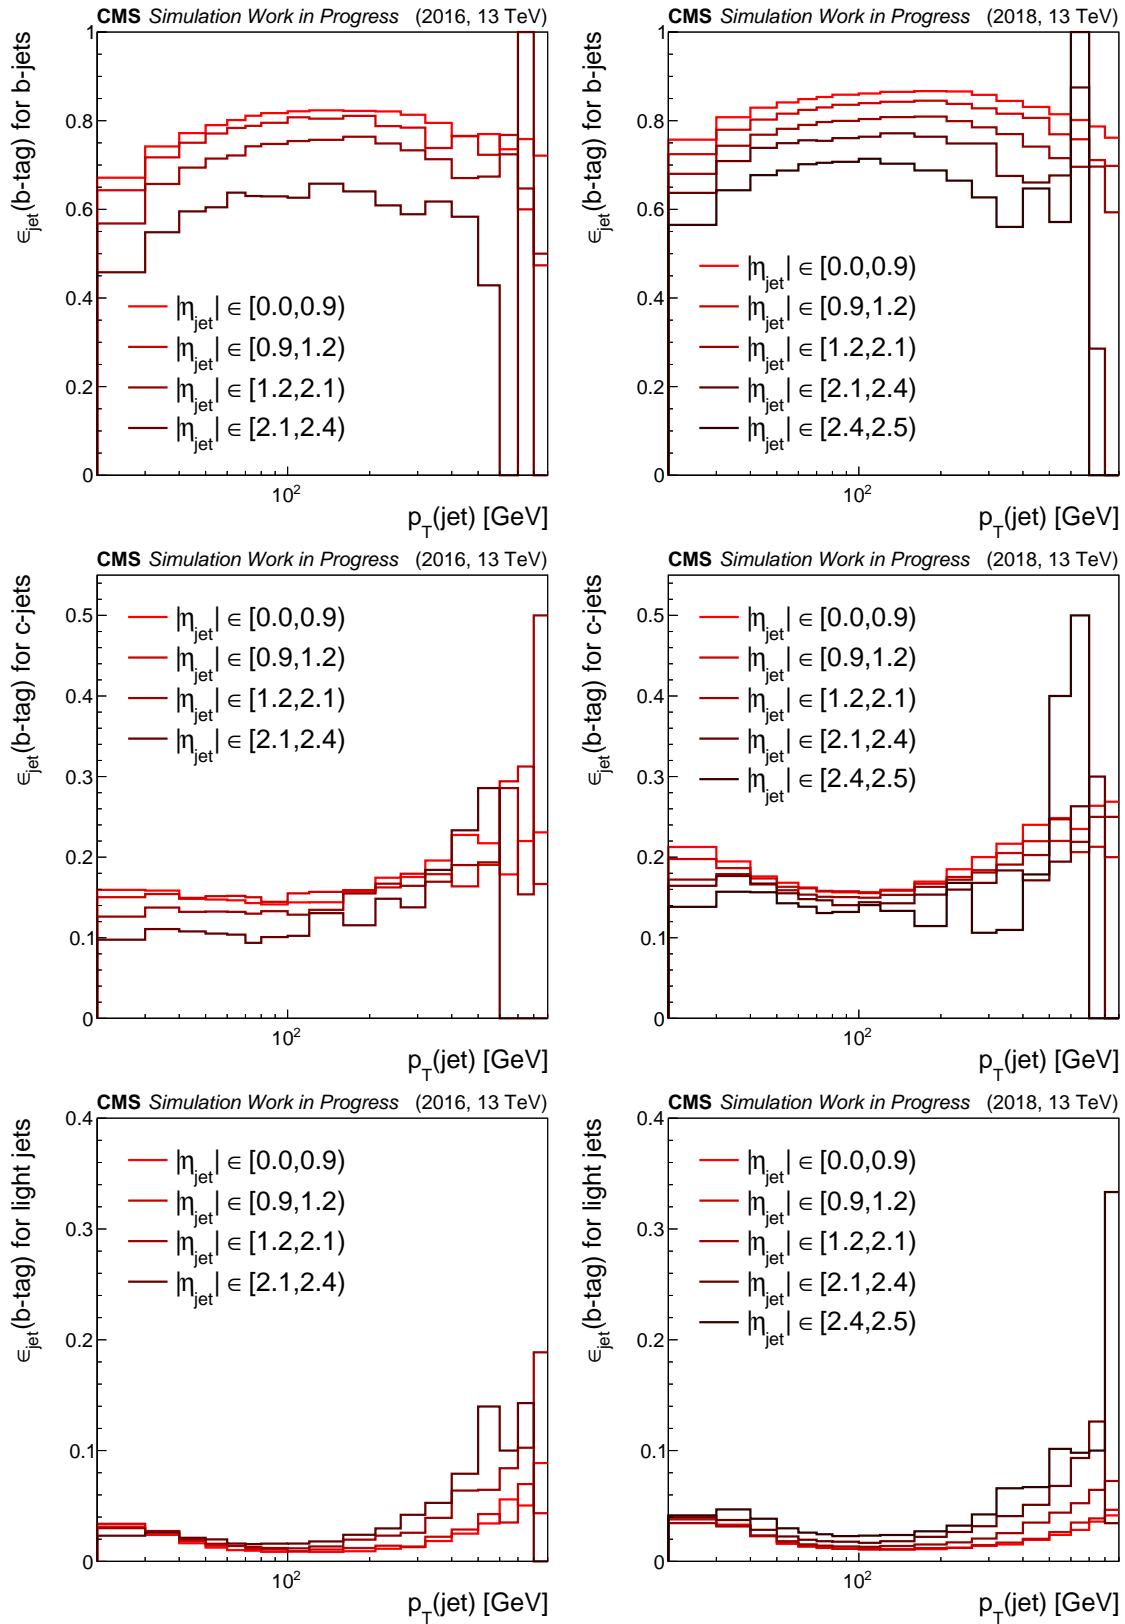 CMS Simulation Work in Progress (2016, 13 TeV)
ϵjet(b-tag) for b-jets
1
0.8
0.6
0.4
0.2
0
|ηjet| ∈ [0.0,0.9)
|ηjet| ∈ [0.9,1.2)
|ηjet| ∈ [1.2,2.1)
|ηjet| ∈ [2.1,2.4)
10²
pT(jet) [GeV]
CMS Simulation Work in Progress (2018, 13 TeV)
ϵjet(b-tag) for b-jets
1
0.8
0.6
0.4
0.2
0
|ηjet| ∈ [0.0,0.9)
|ηjet| ∈ [0.9,1.2)
|ηjet| ∈ [1.2,2.1)
|ηjet| ∈ [2.1,2.4)
|ηjet| ∈ [2.4,2.5)
10²
pT(jet) [GeV]
CMS Simulation Work in Progress (2016, 13 TeV)
ϵjet(b-tag) for c-jets
0.5
0.4
0.3
0.2
0.1
0
|ηjet| ∈ [0.0,0.9)
|ηjet| ∈ [0.9,1.2)
|ηjet| ∈ [1.2,2.1)
|ηjet| ∈ [2.1,2.4)
10²
pT(jet) [GeV]
CMS Simulation Work in Progress (2018, 13 TeV)
ϵjet(b-tag) for c-jets
0.5
0.4
0.3
0.2
0.1
0
|ηjet| ∈ [0.0,0.9)
|ηjet| ∈ [0.9,1.2)
|ηjet| ∈ [1.2,2.1)
|ηjet| ∈ [2.1,2.4)
|ηjet| ∈ [2.4,2.5)
10²
pT(jet) [GeV]
CMS Simulation Work in Progress (2016, 13 TeV)
ϵjet(b-tag) for light jets
0.4
0.3
0.2
0.1
0
|ηjet| ∈ [0.0,0.9)
|ηjet| ∈ [0.9,1.2)
|ηjet| ∈ [1.2,2.1)
|ηjet| ∈ [2.1,2.4)
10²
pT(jet) [GeV]
CMS Simulation Work in Progress (2018, 13 TeV)
ϵjet(b-tag) for light jets
0.4
0.3
0.2
0.1
0
|ηjet| ∈ [0.0,0.9)
|ηjet| ∈ [0.9,1.2)
|ηjet| ∈ [1.2,2.1)
|ηjet| ∈ [2.1,2.4)
|ηjet| ∈ [2.4,2.5)
10²
pT(jet) [GeV]